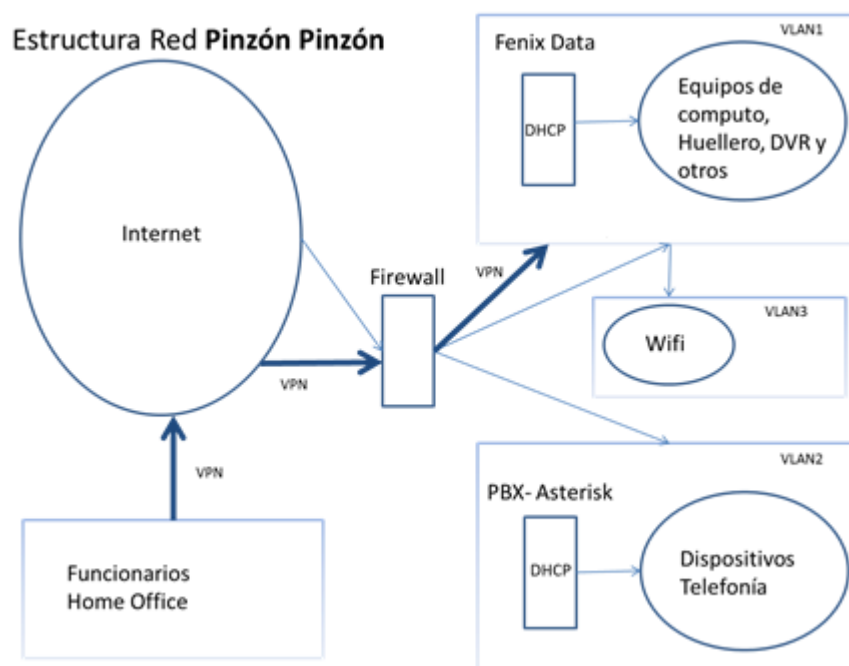 Estructura Red Pinzón Pinzón
Internet
Firewall
VPN
VPN
VPN
Funcionarios
Home Office
VLAN1
Fenix Data
DHCP
Equipos de
computo,
Huellero, DVR y
otros
VLAN3
Wifi
VLAN2
PBX- Asterisk
DHCP
Dispositivos
Telefonía